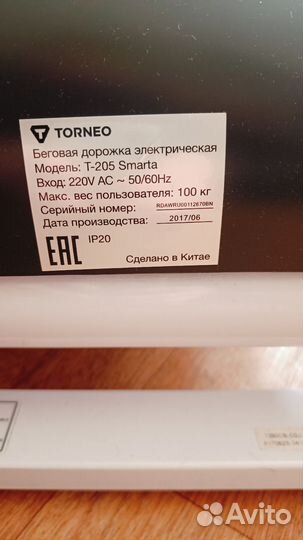 TORNEO
Беговая дорожка электрическая
Модель: T-205 Smarta
Вход: 220V AC ~ 50/60Hz
Макс. вес пользователя: 100 кг
Серийный номер: RDAWRU00112670BN
Дата производства: 2017/06
EAC IP20
Сделано в Китае
Avito